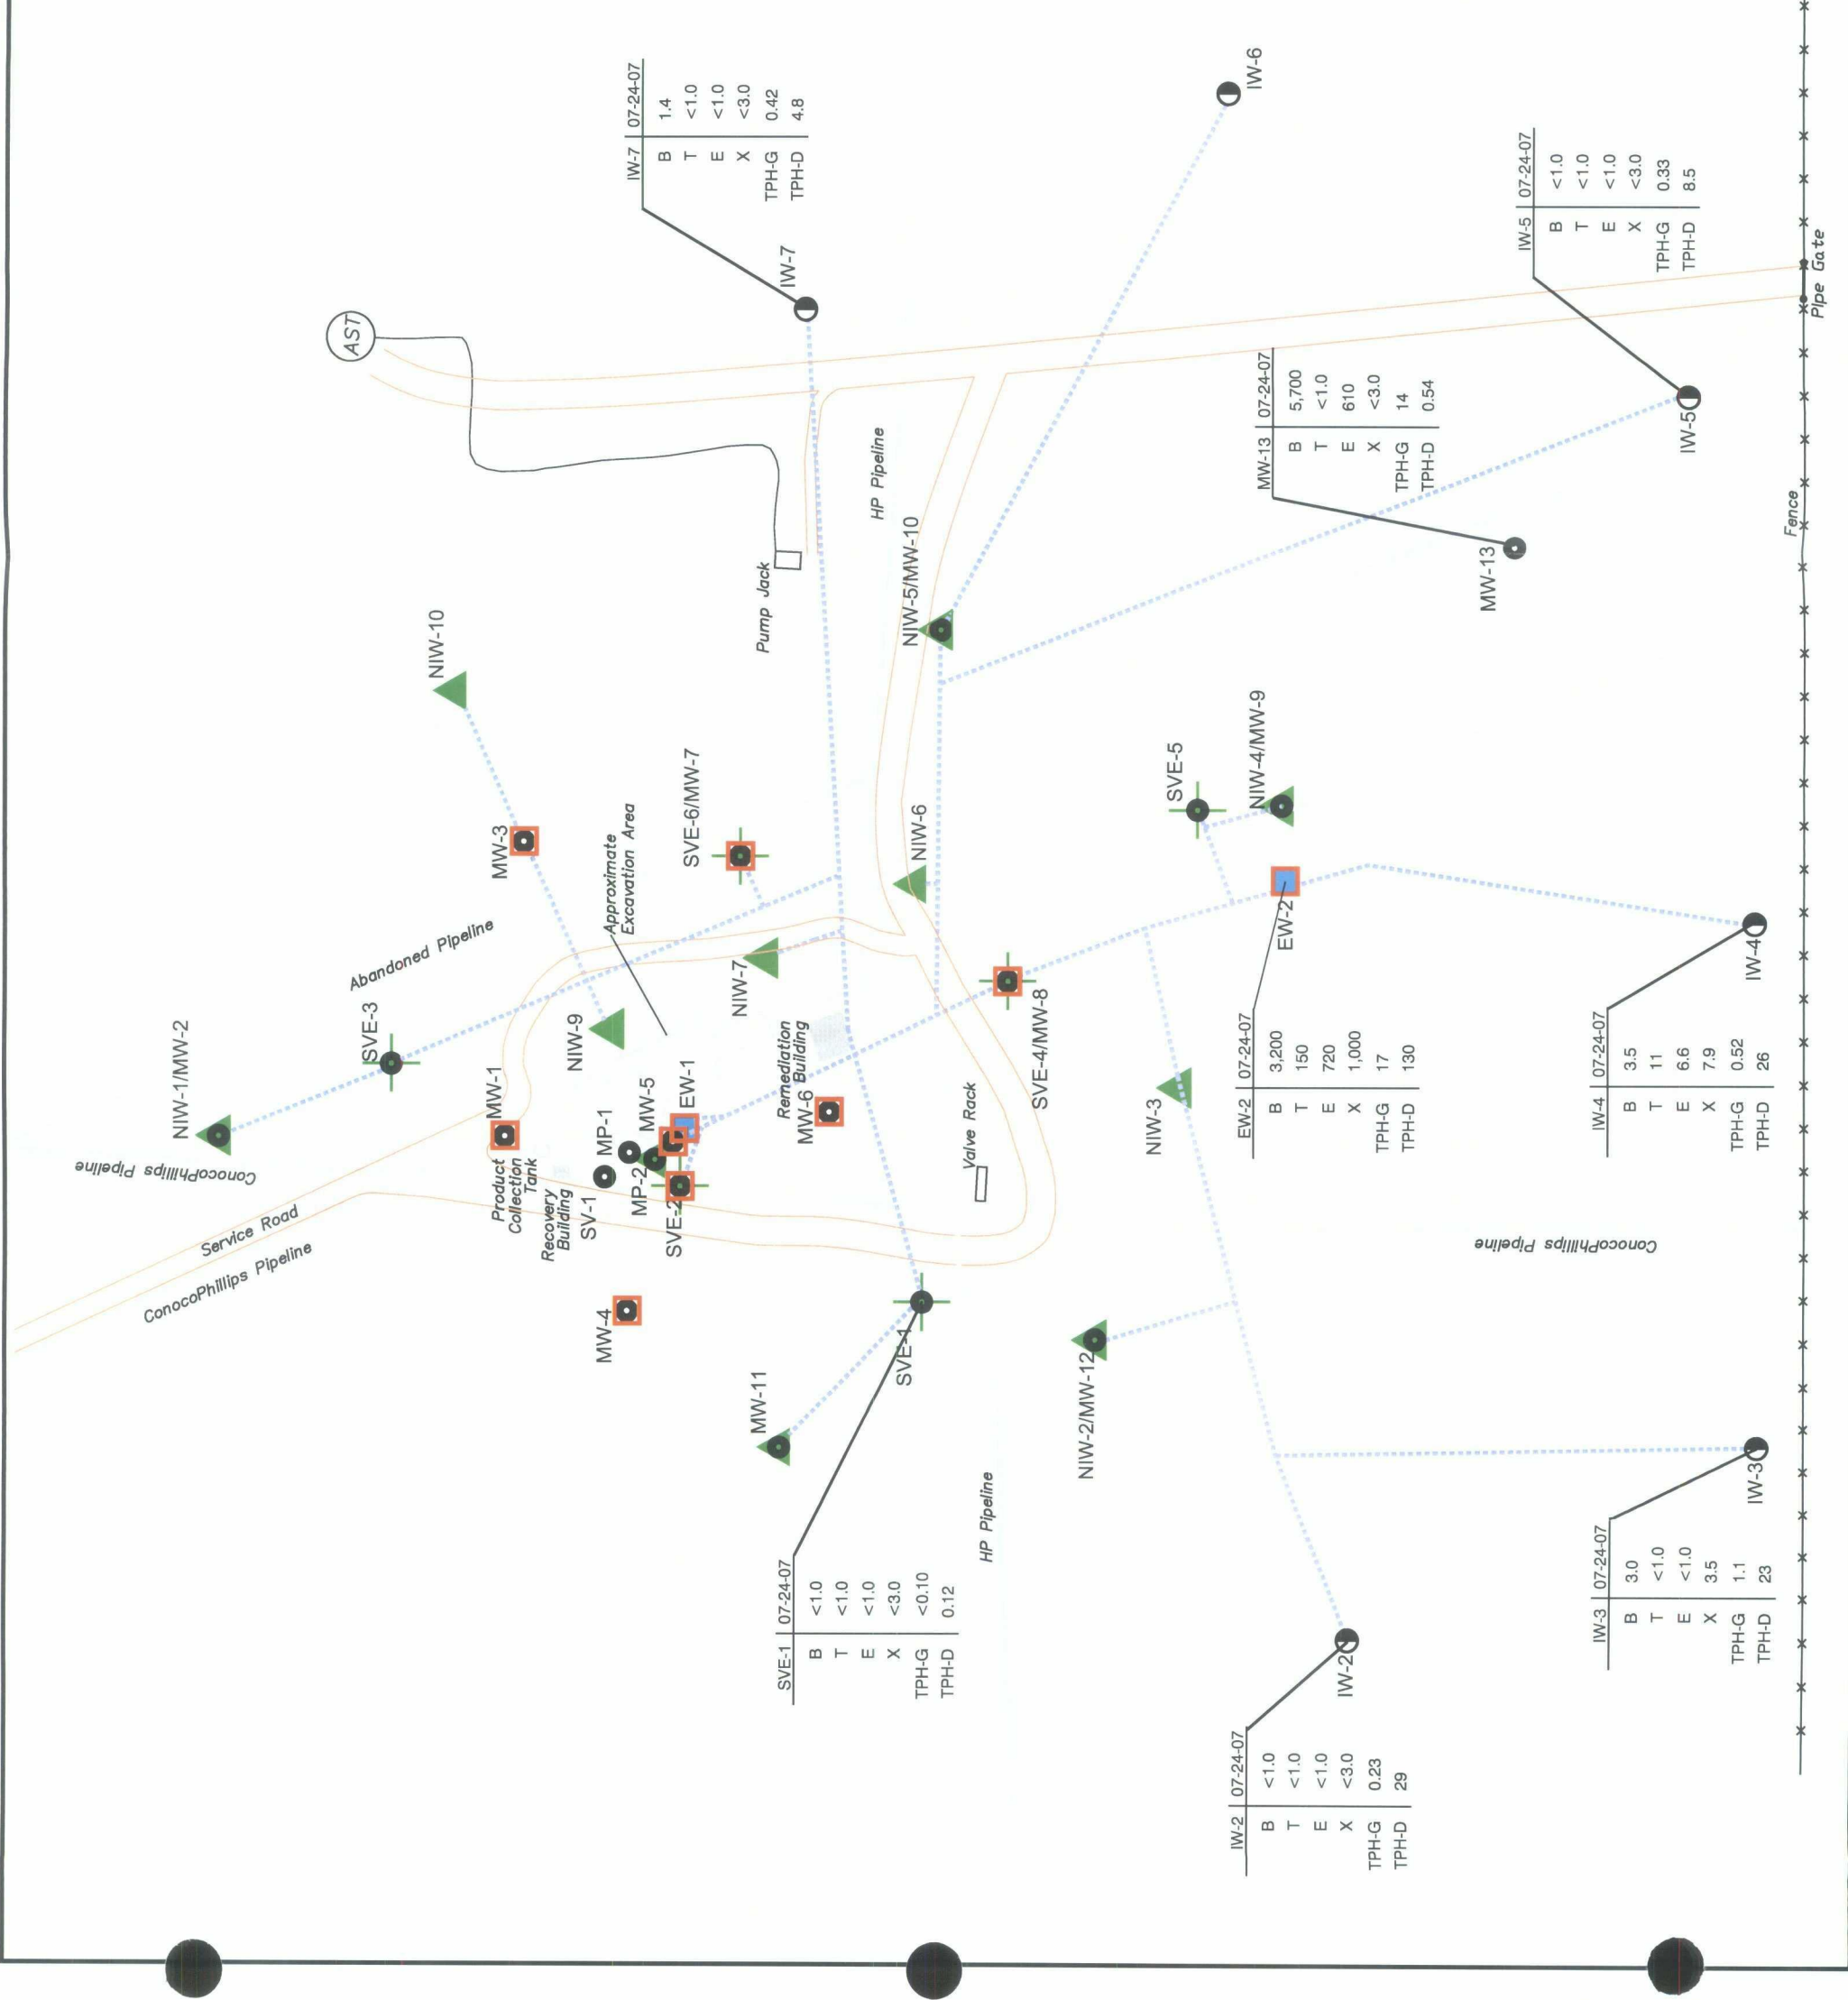 AST
IW-7 07-24-07
B 1.4
T <1.0
E <1.0
X <3.0
TPH-G 0.42
TPH-D 4.8
IW-7
IW-6
IW-5 07-24-07
B <1.0
T <1.0
E <1.0
X <3.0
TPH-G 0.33
TPH-D 8.5
IW-5
Pipe Gate
Fence
MW-13 07-24-07
B 5,700
T <1.0
E 610
X <3.0
TPH-G 14
TPH-D 0.54
MW-13
HP Pipeline
Pump Jack
NIW-5/MW-10
NIW-10
MW-3
SVE-6/MW-7
Approximate
Excavation Area
NIW-6
SVE-5
NIW-4/MW-9
Abandoned Pipeline
NIW-1/MW-2
SVE-3
NIW-9
NIW-7
MW-1
ConocoPhillips Pipeline
Service Road
ConocoPhillips Pipeline
Product
Collection
Tank
Recovery
Building
SV-1
MP-1
MP-2
MW-5
EW-1
SVE-2
Remediation
Building
MW-6
Valve Rack
SVE-4/MW-8
EW-2
EW-2 07-24-07
B 3,200
T 150
E 720
X 1,000
TPH-G 17
TPH-D 130
NIW-3
IW-4
IW-4 07-24-07
B 3.5
T 11
E 6.6
X 7.9
TPH-G 0.52
TPH-D 26
ConocoPhillips Pipeline
MW-4
MW-11
SVE-1
NIW-2/MW-12
HP Pipeline
SVE-1 07-24-07
B <1.0
T <1.0
E <1.0
X <3.0
TPH-G <0.10
TPH-D 0.12
IW-3
IW-3 07-24-07
B 3.0
T <1.0
E <1.0
X 3.5
TPH-G 1.1
TPH-D 23
IW-2
IW-2 07-24-07
B <1.0
T <1.0
E <1.0
X <3.0
TPH-G 0.23
TPH-D 29